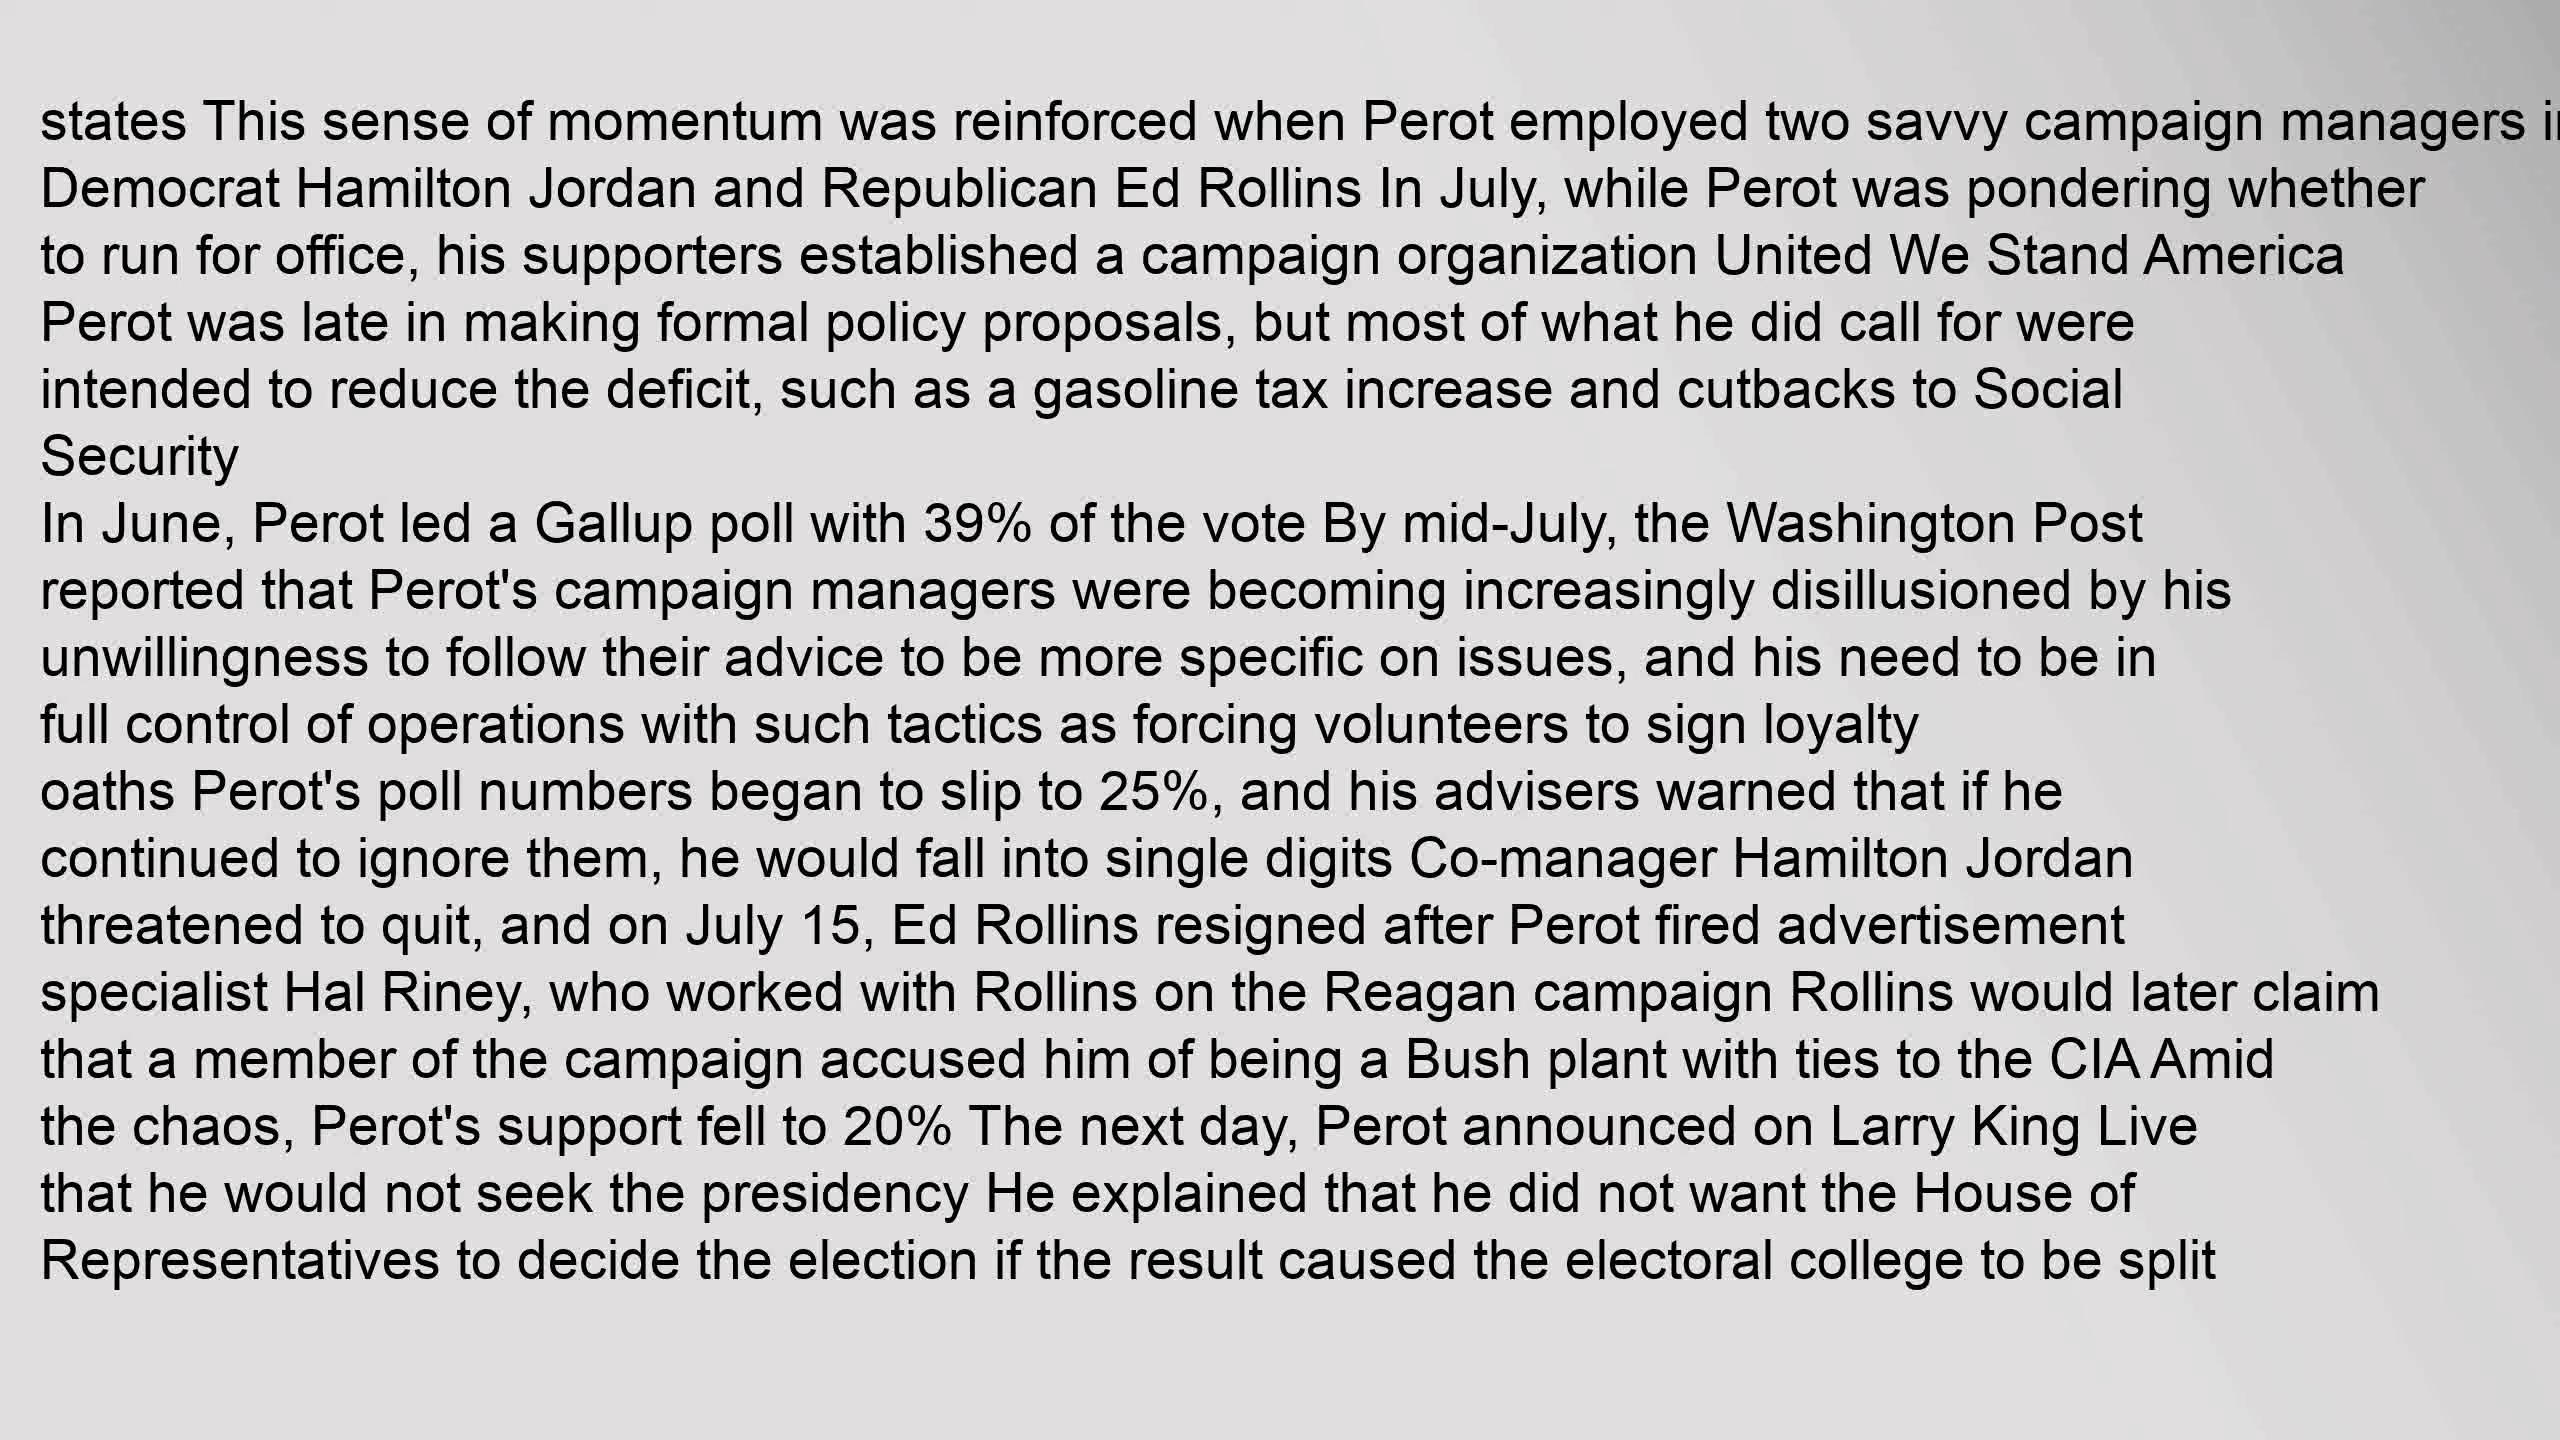 states This sense of momentum was reinforced when Perot employed two savvy campaign managers in
Democrat Hamilton Jordan and Republican Ed Rollins In July, while Perot was pondering whether
to run for office, his supporters established a campaign organization United We Stand America
Perot was late in making formal policy proposals, but most of what he did call for were
intended to reduce the deficit, such as a gasoline tax increase and cutbacks to Social
Security
In June, Perot led a Gallup poll with 39% of the vote By mid-July, the Washington Post
reported that Perot's campaign managers were becoming increasingly disillusioned by his
unwillingness to follow their advice to be more specific on issues, and his need to be in
full control of operations with such tactics as forcing volunteers to sign loyalty
oaths Perot's poll numbers began to slip to 25%, and his advisers warned that if he
continued to ignore them, he would fall into single digits Co-manager Hamilton Jordan
threatened to quit, and on July 15, Ed Rollins resigned after Perot fired advertisement
specialist Hal Riney, who worked with Rollins on the Reagan campaign Rollins would later claim
that a member of the campaign accused him of being a Bush plant with ties to the CIA Amid
the chaos, Perot's support fell to 20% The next day, Perot announced on Larry King Live
that he would not seek the presidency He explained that he did not want the House of
Representatives to decide the election if the result caused the electoral college to be split